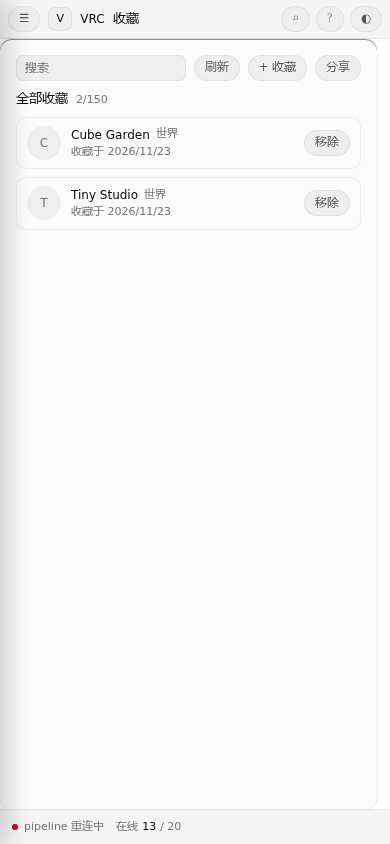 ☰ V VRC 收藏 ⌕ ? ◐
搜索 刷新 + 收藏 分享
全部收藏 2/150
C Cube Garden 世界 移除
收藏于 2026/11/23
T Tiny Studio 世界 移除
收藏于 2026/11/23
pipeline 重连中 在线 13 / 20